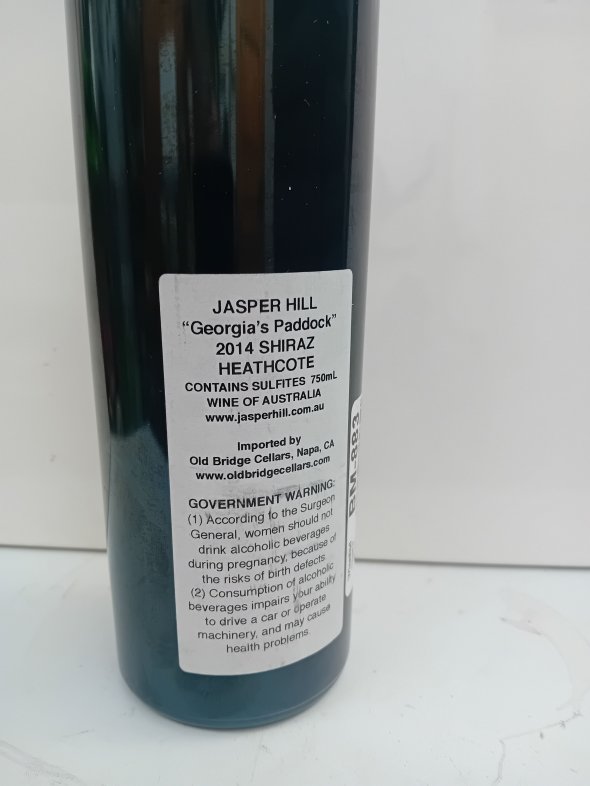 JASPER HILL
“Georgia's Paddock”
2014 SHIRAZ
HEATHCOTE
CONTAINS SULFITES 750mL
WINE OF AUSTRALIA
www.jasperhill.com.au
Imported by
Old Bridge Cellars, Napa, CA
www.oldbridgecellars.com
GOVERNMENT WARNING:
(1) According to the Surgeon
General, women should not
drink alcoholic beverages
during pregnancy, because of
the risks of birth defects
(2) Consumption of alcoholic
beverages impairs your ability
to drive a car or operate
machinery, and may cause
health problems
BM-883